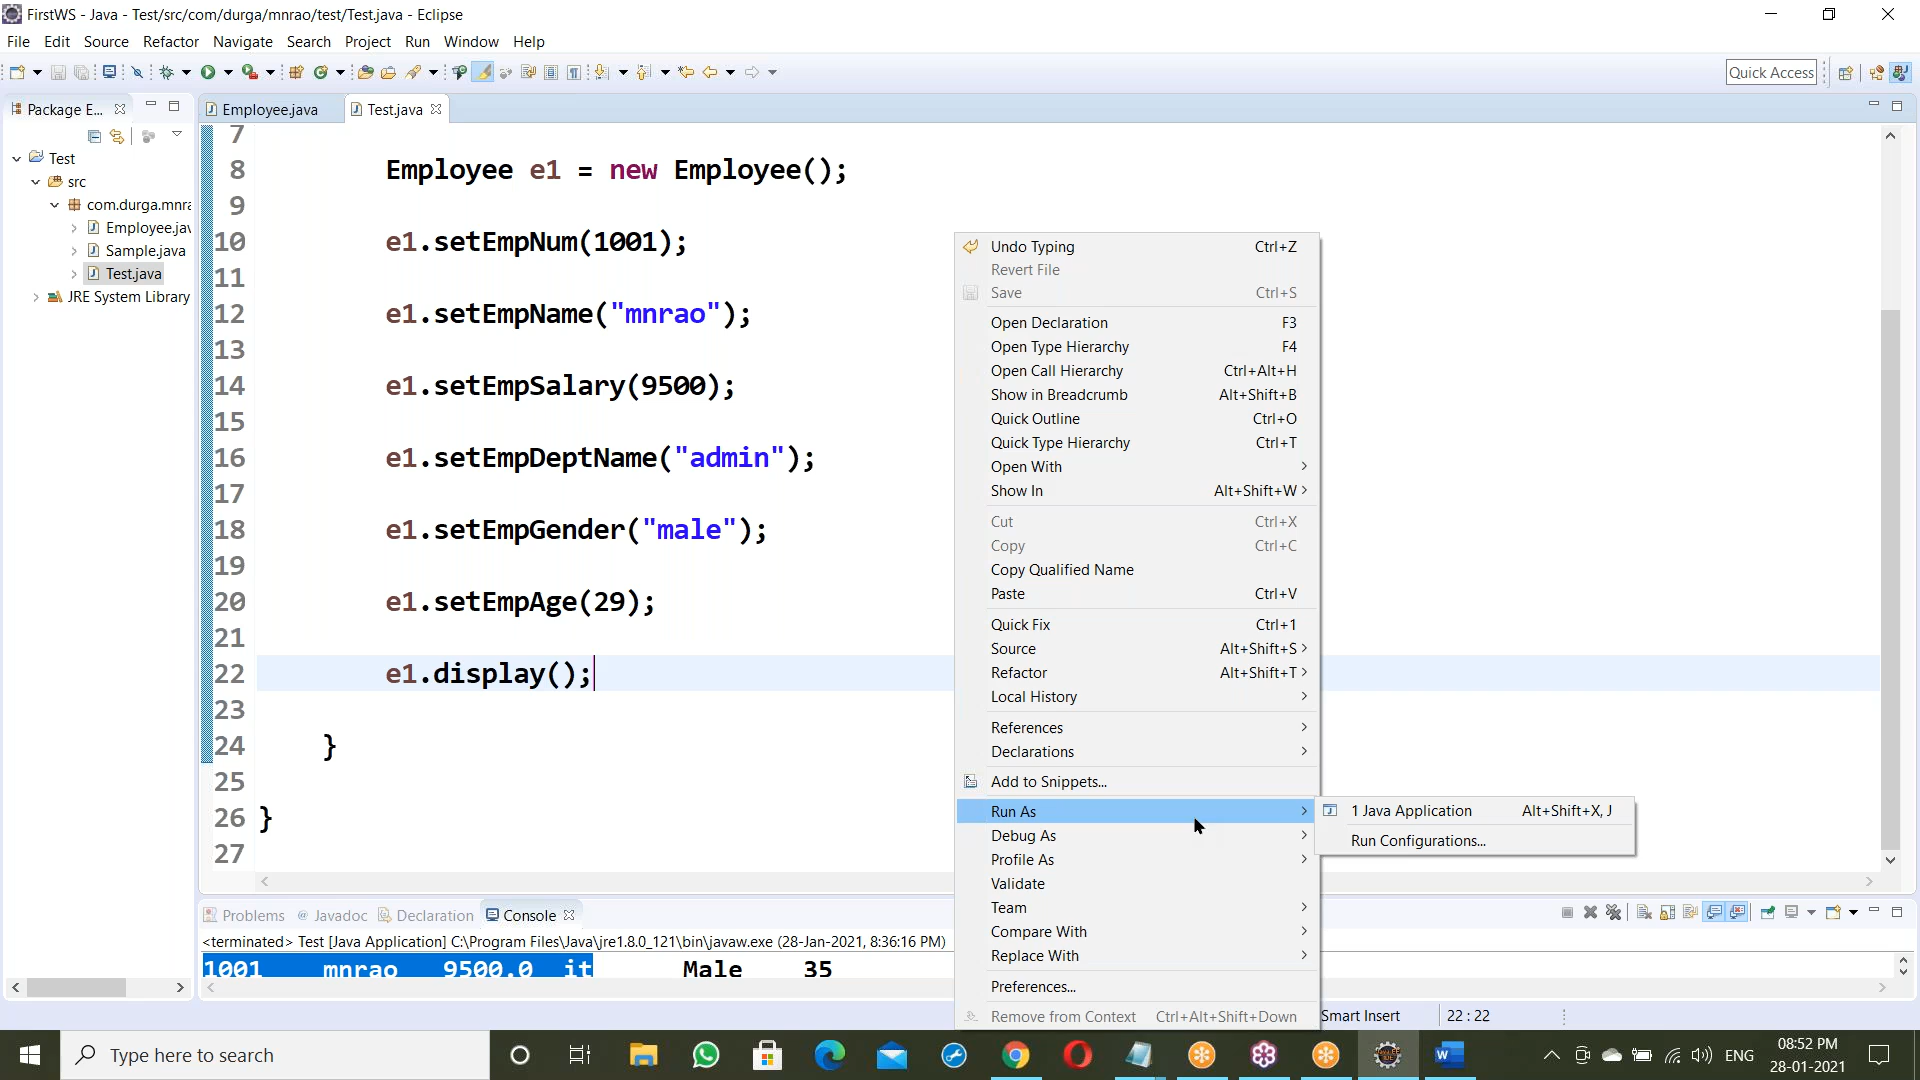 FirstWS - Java - Test/src/com/durga/mnrao/test/Test.java - Eclipse
File Edit Source Refactor Navigate Search Project Run Window Help
Quick Access
Package E...
Employee.java
Test.java
Test
src
com.durga.mnra
Employee.jav
Sample.java
Test.java
JRE System Library
7
8 Employee e1 = new Employee();
9
10 e1.setEmpNum(1001);
11
12 e1.setEmpName("mnrao");
13
14 e1.setEmpSalary(9500);
15
16 e1.setEmpDeptName("admin");
17
18 e1.setEmpGender("male");
19
20 e1.setEmpAge(29);
21
22 e1.display();
23
24 }
25
26 }
27
Undo Typing Ctrl+Z
Revert File
Save Ctrl+S
Open Declaration F3
Open Type Hierarchy F4
Open Call Hierarchy Ctrl+Alt+H
Show in Breadcrumb Alt+Shift+B
Quick Outline Ctrl+O
Quick Type Hierarchy Ctrl+T
Open With
Show In Alt+Shift+W
Cut Ctrl+X
Copy Ctrl+C
Copy Qualified Name
Paste Ctrl+V
Quick Fix Ctrl+1
Source Alt+Shift+S
Refactor Alt+Shift+T
Local History
References
Declarations
Add to Snippets...
Run As
Debug As
Profile As
Validate
Team
Compare With
Replace With
Preferences...
Remove from Context Ctrl+Alt+Shift+Down
1 Java Application Alt+Shift+X, J
Run Configurations...
Problems @ Javadoc Declaration Console
<terminated> Test [Java Application] C:\Program Files\Java\jre1.8.0_121\bin\javaw.exe (28-Jan-2021, 8:36:16 PM)
1001 mnrao 9500.0 it Male 35
Smart Insert 22 : 22
Type here to search
ENG
08:52 PM
28-01-2021